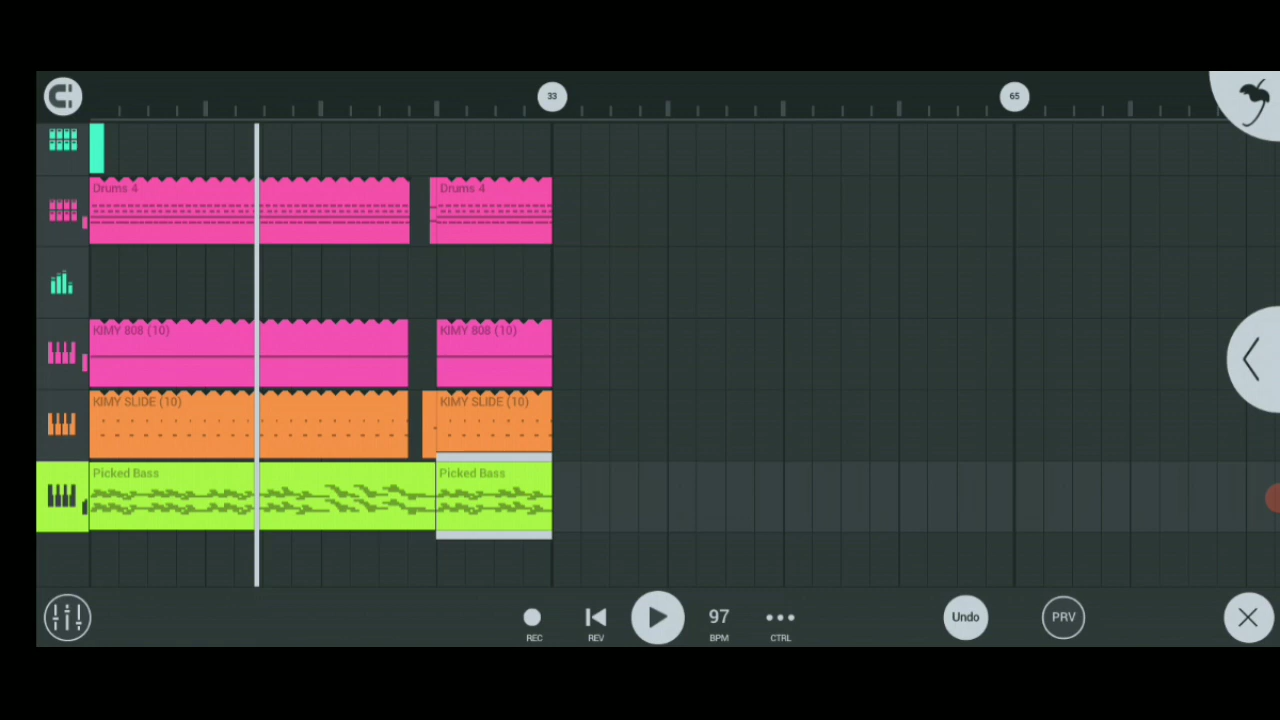 33
65
Drums 4
Drums 4
KIMY 808 (10)
KIMY 808 (10)
KIMY SLIDE (10)
KIMY SLIDE (10)
Picked Bass
Picked Bass
97
Undo
PRV
REC
REV
BPM
CTRL